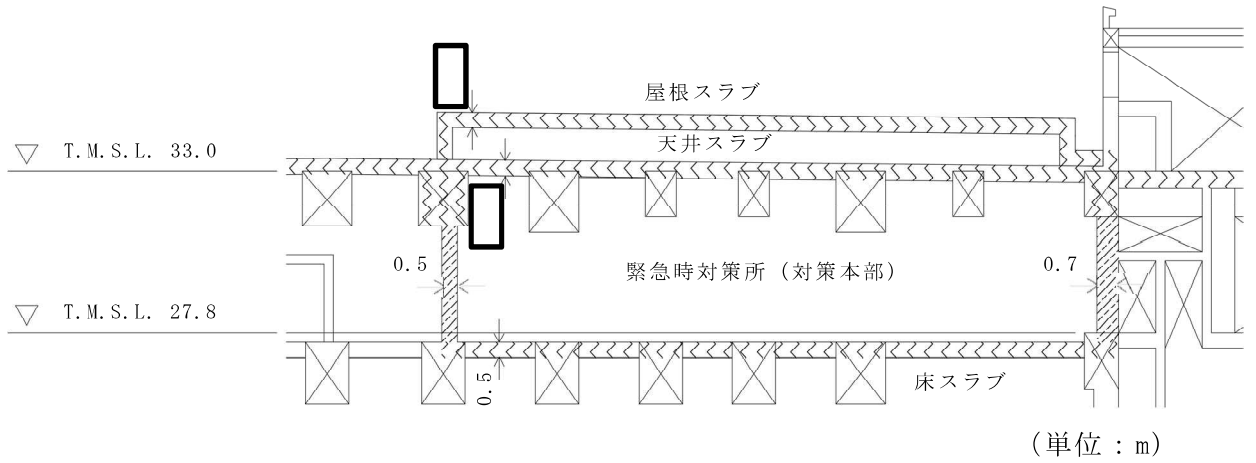 屋根スラブ
天井スラブ
▽ T.M.S.L. 33.0
0.5
緊急時対策所（対策本部）
0.7
▽ T.M.S.L. 27.8
0.5
床スラブ
(単位：m)